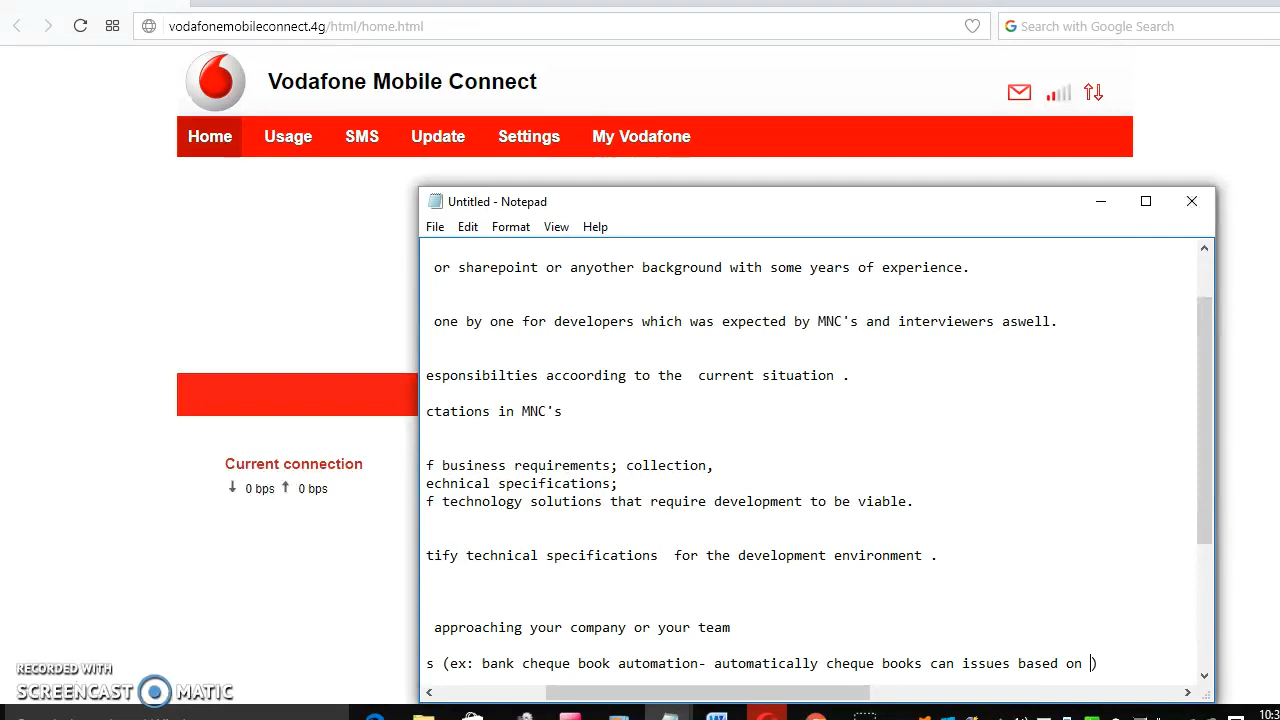 vodafonemobileconnect.4g/html/home.html
Search with Google Search
Vodafone Mobile Connect
Home Usage SMS Update Settings My Vodafone
Untitled - Notepad
File Edit Format View Help
or sharepoint or anyother background with some years of experience.
one by one for developers which was expected by MNC's and interviewers aswell.
esponsibilties accoording to the current situation .
ctations in MNC's
Current connection
0 bps 0 bps
f business requirements; collection,
echnical specifications;
f technology solutions that require development to be viable.
tify technical specifications for the development environment .
approaching your company or your team
s (ex: bank cheque book automation- automatically cheque books can issues based on )
RECORDED WITH
SCREENCAST MATIC